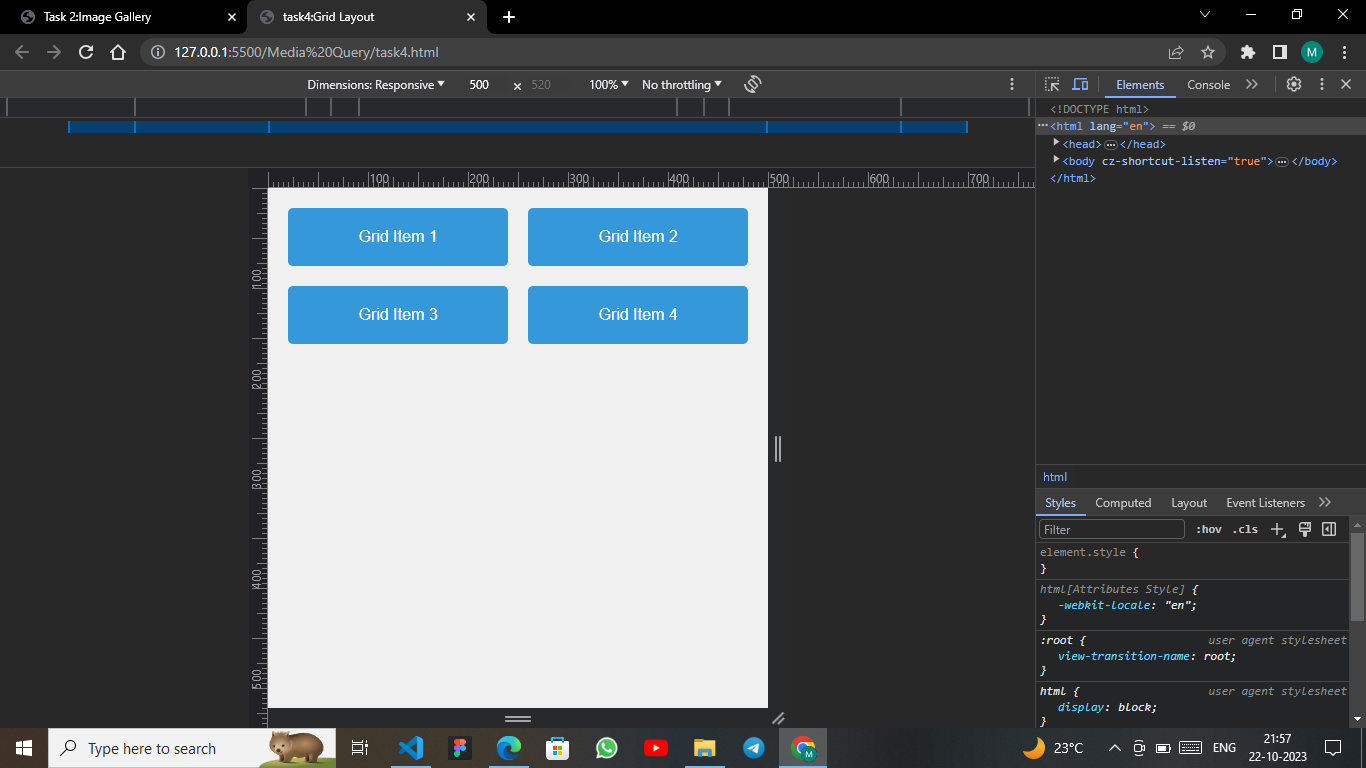 Task 2:Image Gallery
task4:Grid Layout
127.0.0.1:5500/Media%20Query/task4.html
M
Dimensions: Responsive 500 × 520 100% No throttling
Elements Console
<!DOCTYPE html>
<html lang="en"> == $0
<head> </head>
<body cz-shortcut-listen="true"> </body>
</html>
100 200 300 400 500 600 700
100
200
300
400
500
Grid Item 1
Grid Item 2
Grid Item 3
Grid Item 4
html
Styles Computed Layout Event Listeners
Filter :hov .cls
element.style {
}
html[Attributes Style] {
-webkit-locale: "en";
}
:root { user agent stylesheet
view-transition-name: root;
}
html { user agent stylesheet
display: block;
}
Type here to search
23°C
ENG
21:57
22-10-2023